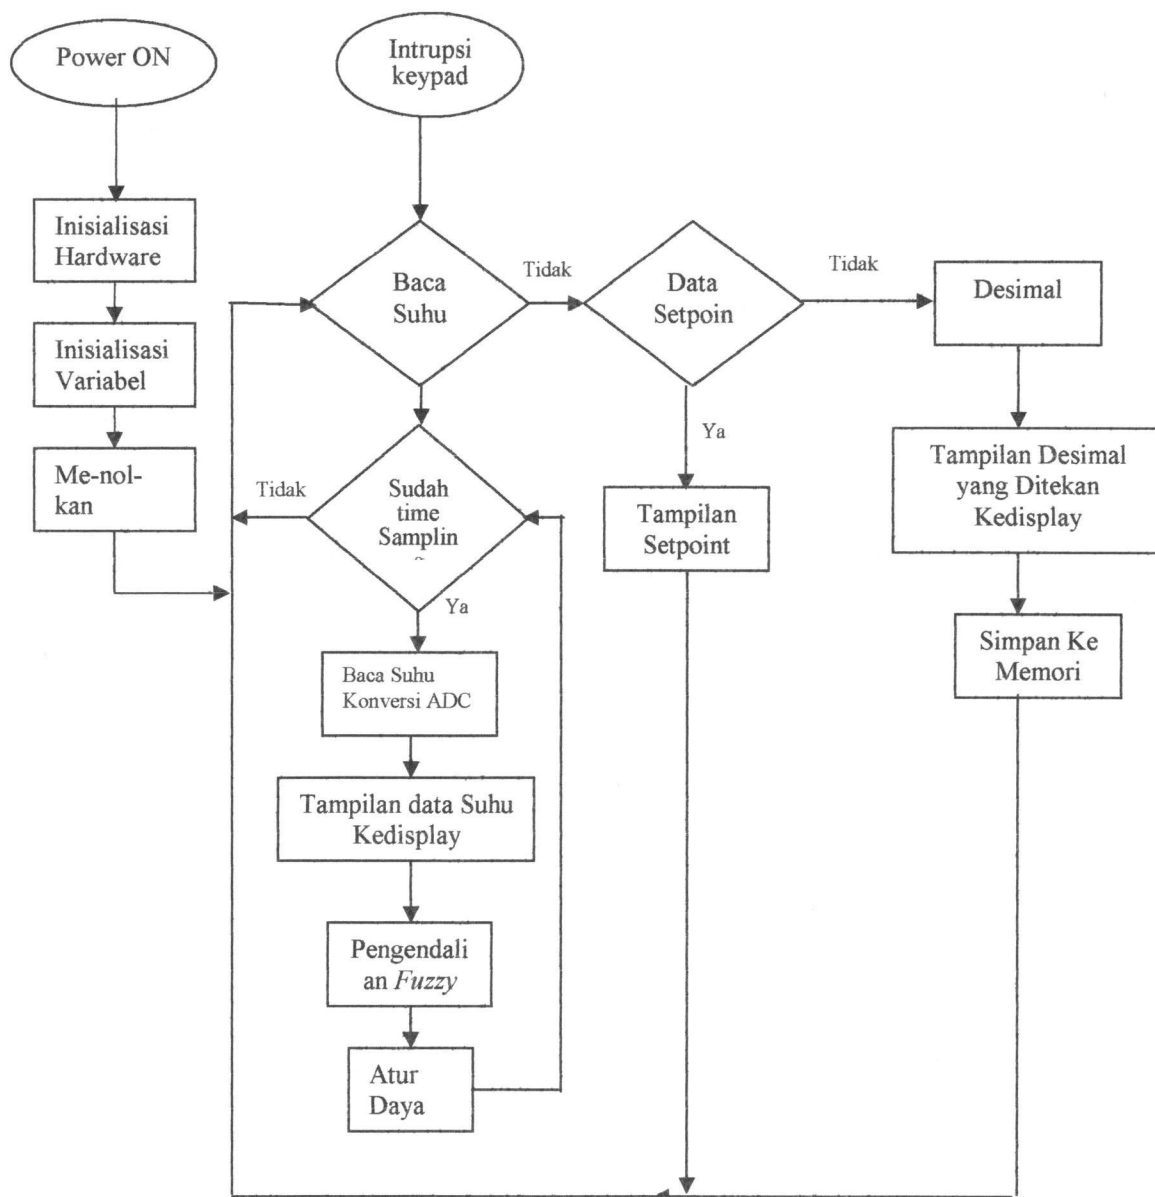 Power ON
Intrupsi
keypad
Inisialisasi
Hardware
Baca
Suhu
Tidak
Data
Setpoin
Tidak
Desimal
Inisialisasi
Variabel
Me-nol-
kan
Tidak
Sudah
time
Samplin
Ya
Ya
Tampilan
Setpoint
Tampilan Desimal
yang Ditekan
Kedisplay
Baca Suhu
Konversi ADC
Simpan Ke
Memori
Tampilan data Suhu
Kedisplay
Pengendali
an Fuzzy
Atur
Daya